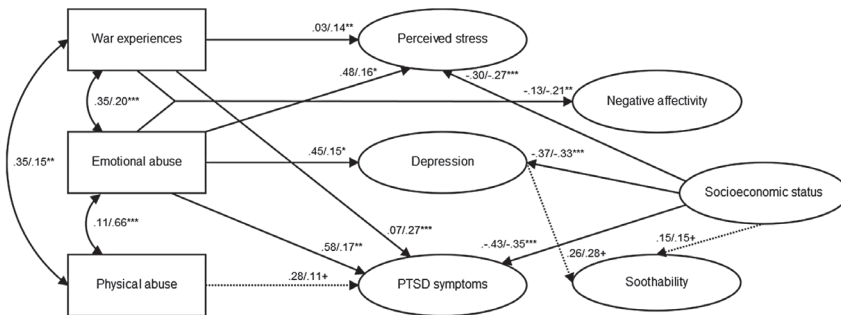 War experiences
.03/.14**
Perceived stress
.48/.16*
-.30/-.27***
-.13/-.21**
Negative affectivity
.35/.20***
.35/.15**
Emotional abuse
.45/.15*
Depression
-.37/-.33***
Socioeconomic status
.11/.66***
.58/.17**
.07/.27***
.-.43/-.35***
.26/.28+
.15/.15+
Physical abuse
.28/.11+
PTSD symptoms
Soothability